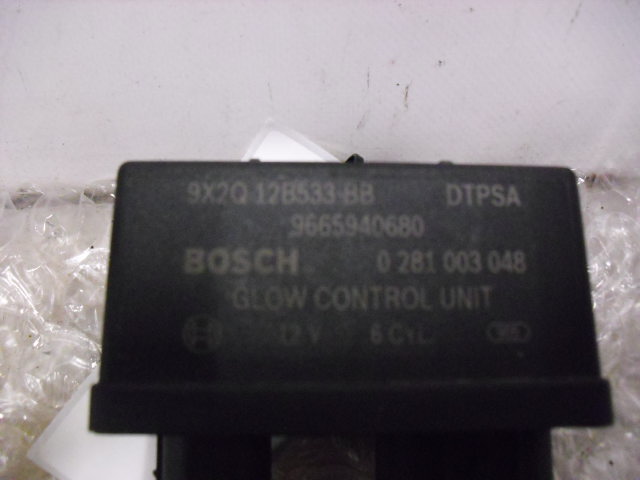 9X2Q 12B533-BB DTPSA
9665940680
BOSCH 0 281 003 048
GLOW CONTROL UNIT
12 V 6 CYL.